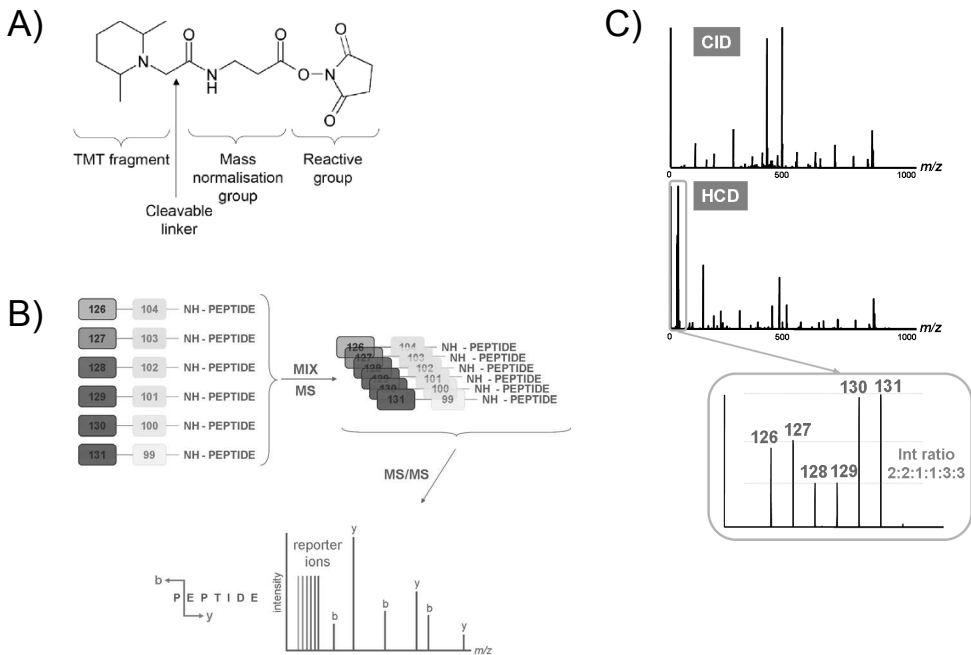 A)
N
O
N
H
O
O
N
O
O
TMT fragment
Mass
normalisation
group
Reactive
group
Cleavable
linker
B)
126 104 NH - PEPTIDE
127 103 NH - PEPTIDE
128 102 NH - PEPTIDE
129 101 NH - PEPTIDE
130 100 NH - PEPTIDE
131 99 NH - PEPTIDE
MIX
MS
126 104 NH - PEPTIDE
127 103 NH - PEPTIDE
128 102 NH - PEPTIDE
129 101 NH - PEPTIDE
130 100 NH - PEPTIDE
131 99 NH - PEPTIDE
MS/MS
b
P E P T I D E
y
intensity
reporter
ions
b
y
b
y
b
y
m/z
C)
CID
0 500 1000 m/z
HCD
0 500 1000 m/z
126 127 128 129 130 131
Int ratio
2:2:1:1:3:3